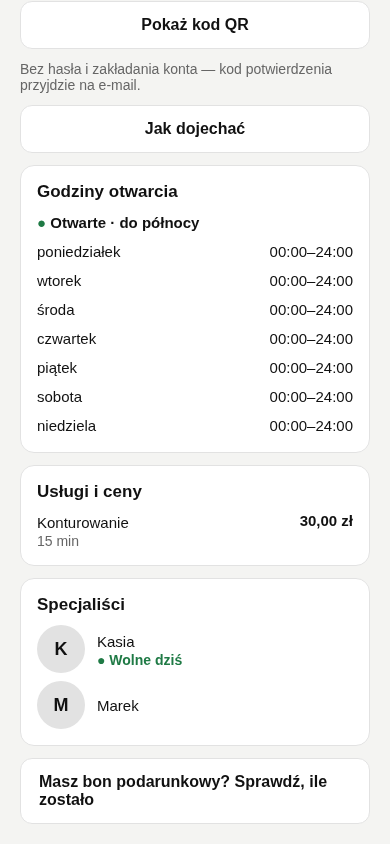 Pokaż kod QR
Bez hasła i zakładania konta — kod potwierdzenia
przyjdzie na e-mail.
Jak dojechać
Godziny otwarcia
● Otwarte · do północy
poniedziałek 00:00–24:00
wtorek 00:00–24:00
środa 00:00–24:00
czwartek 00:00–24:00
piątek 00:00–24:00
sobota 00:00–24:00
niedziela 00:00–24:00
Usługi i ceny
Konturowanie 30,00 zł
15 min
Specjaliści
K Kasia
● Wolne dziś
M Marek
Masz bon podarunkowy? Sprawdź, ile
zostało